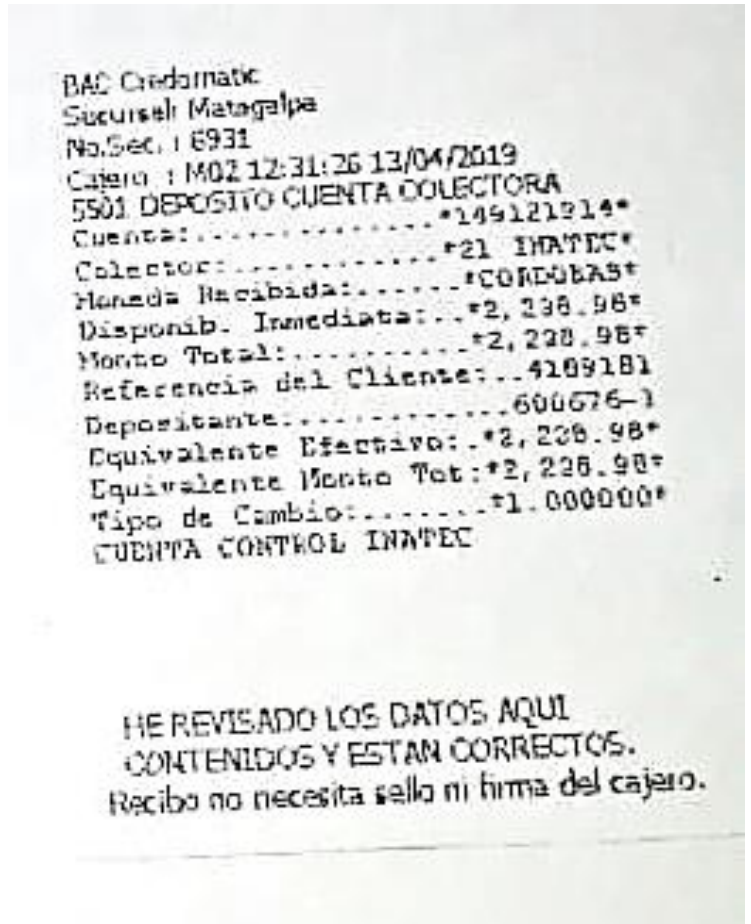 BAC Credomatic
Sucursal: Matagalpa
No.Sec. : 6931
Cajero : M02 12:31:26 13/04/2019
5501 DEPOSITO CUENTA COLECTORA
Cuenta:..............*149121914*
Colector:............*21 INATEC*
Moneda Recibida:......*CORDOBAS*
Disponib. Inmediata:..*2,238.98*
Monto Total:..........*2,238.98*
Referencia del Cliente:..4189181
Depositante:............600676-1
Equivalente Efectivo:.*2,238.98*
Equivalente Monto Tot:*2,238.98*
Tipo de Cambio:.......*1.000000*
CUENTA CONTROL INATEC
HE REVISADO LOS DATOS AQUI
CONTENIDOS Y ESTAN CORRECTOS.
Recibo no necesita sello ni firma del cajero.